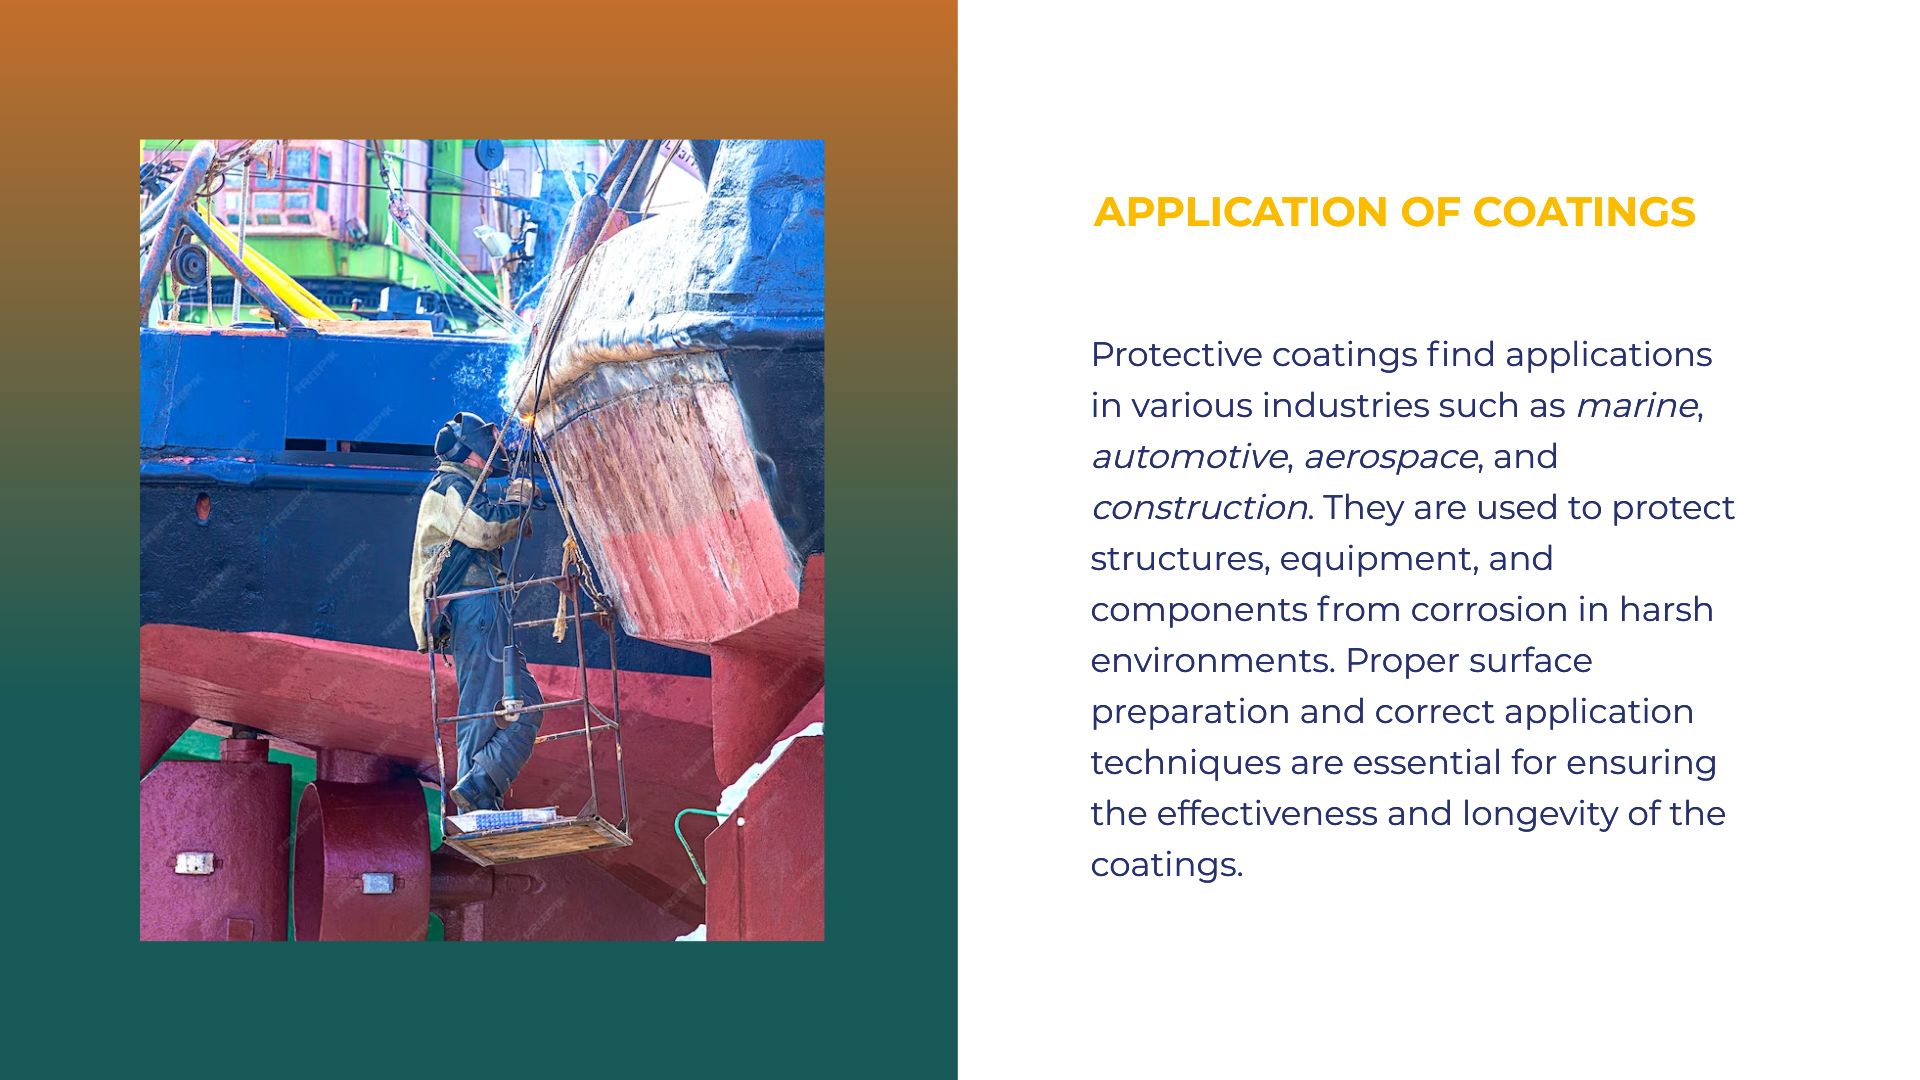 APPLICATION OF COATINGS
Protective coatings find applications
in various industries such as marine,
automotive, aerospace, and
construction. They are used to protect
structures, equipment, and
components from corrosion in harsh
environments. Proper surface
preparation and correct application
techniques are essential for ensuring
the effectiveness and longevity of the
coatings.